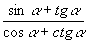 sin α + tg α
cos α + ctg α